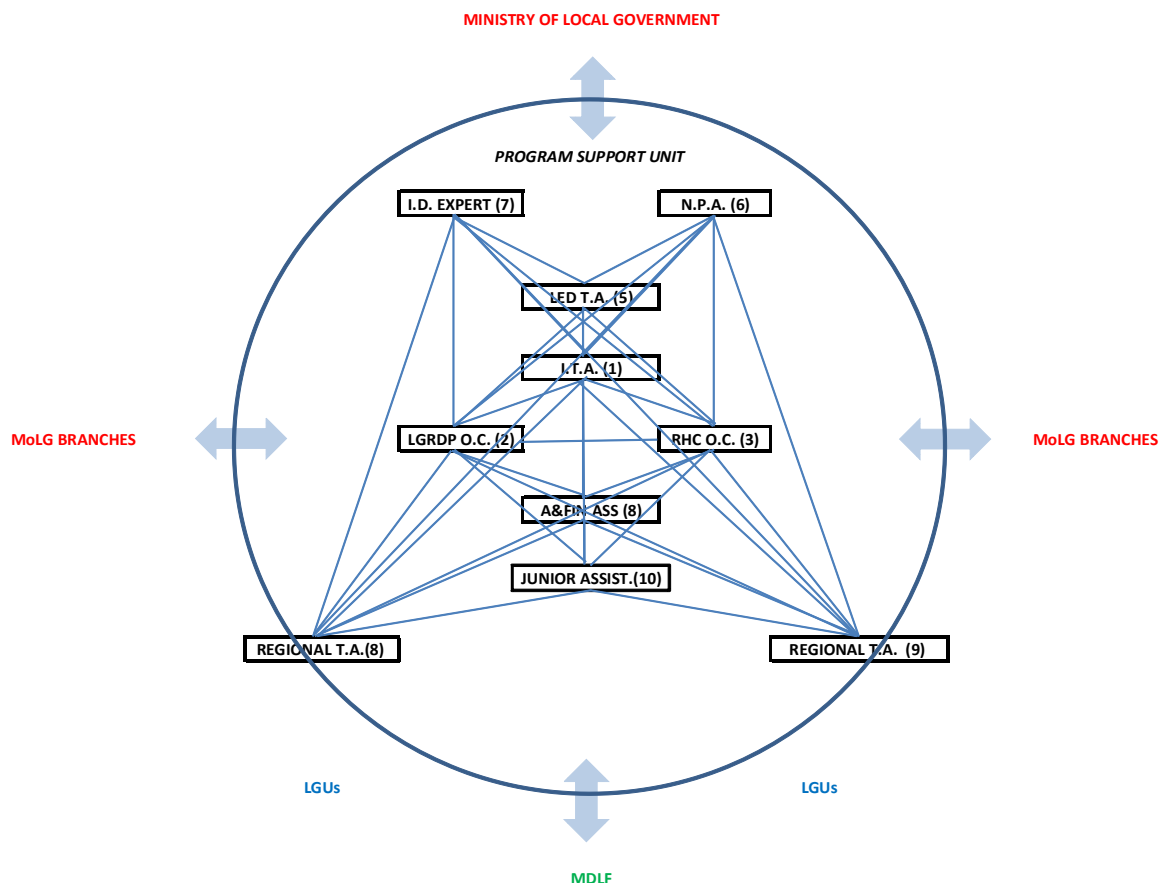 MINISTRY OF LOCAL GOVERNMENT
PROGRAM SUPPORT UNIT
I.D. EXPERT (7)
N.P.A. (6)
LED T.A. (5)
I.T.A. (1)
MoLG BRANCHES
LGRDP O.C. (2)
RHC O.C. (3)
MoLG BRANCHES
A&FIN ASS (8)
JUNIOR ASSIST.(10)
REGIONAL T.A.(8)
REGIONAL T.A. (9)
LGUs
LGUs
MDLF